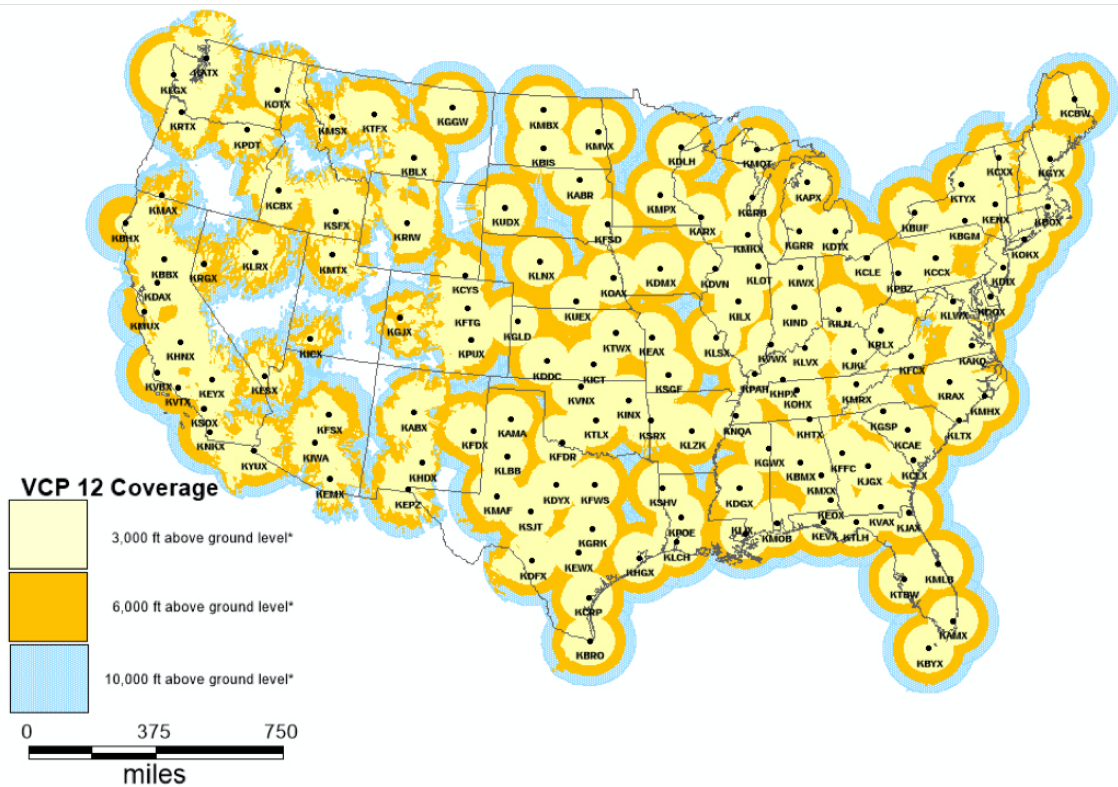 KATX
KLGX
KOTX
KRTX
KPDT
KMSX
KTFX
KGGW
KBLX
KMBX
KMVX
KBIS
KABR
KDLH
KMQT
KCBW
KCXX
KGYX
KTYX
KAPX
KMAX
KCBX
KSFX
KRIW
KUDX
KMPX
KGRB
KARX
KFSD
KBUF
KENX
KBOX
KBGM
KOKX
KBHX
KRGX
KLRX
KMTX
KBBX
KDAX
KMUX
KHNX
KCYS
KLNX
KOAX
KDMX
KMKX
KGRR
KDTX
KCLE
KPBZ
KCCX
KDIX
KDOX
KLWX
KDVN
KLOT
KIWX
KGJX
KFTG
KPUX
KGLD
KUEX
KILX
KIND
KILN
KRLX
KAKQ
KICX
KTWX
KEAX
KLSX
KVWX
KLVX
KJKL
KFCX
KVBX
KVTX
KEYX
KESX
KDDC
KICT
KSGF
KPAH
KHPX
KOHX
KMRX
KRAX
KMHX
KSOX
KNKX
KYUX
KFSX
KABX
KFDX
KAMA
KVNX
KINX
KTLX
KSRX
KLZK
KNQA
KHTX
KGSP
KCAE
KLTX
KIWA
KEMX
KHDX
KEPZ
KLBB
KFDR
KMAF
KDYX
KFWS
KSHV
KDGX
KGWX
KBMX
KFFC
KMXX
KJGX
KCLX
KSJT
KGRK
KPOE
KEOX
KVAX
KJAX
KDFX
KEWX
KHGX
KLCH
KLIX
KMOB
KEVX
KTLH
KCRP
KBRO
KTBW
KMLB
KAMX
KBYX
VCP 12 Coverage
3,000 ft above ground level*
6,000 ft above ground level*
10,000 ft above ground level*
0 375 750
miles